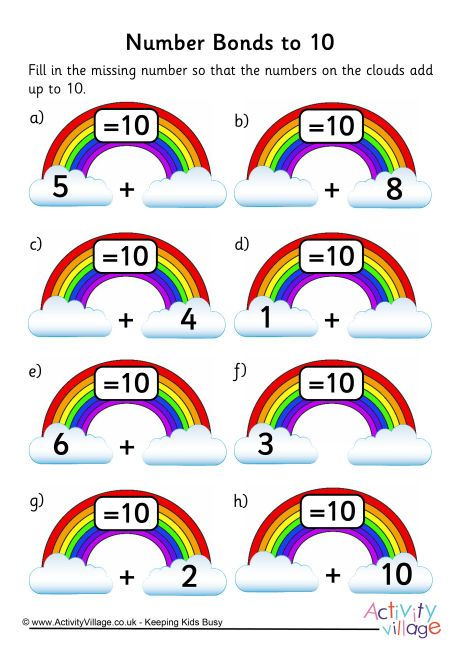 Number Bonds to 10
Fill in the missing number so that the numbers on the clouds add
up to 10.
a) =10 b) =10
5 + + 8
c) =10 d) =10
+ 4 1 +
e) =10 f) =10
6 + 3
g) =10 h) =10
+ 2 + 10
© www.ActivityVillage.co.uk - Keeping Kids Busy
Activity
village